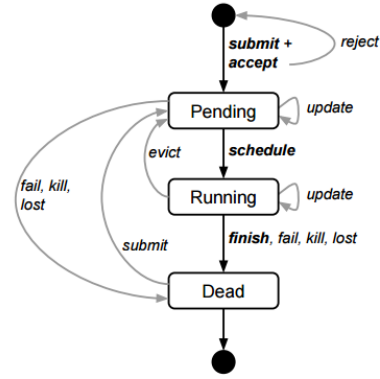 submit +
accept
reject
Pending
update
evict
schedule
fail, kill,
lost
Running
update
submit
finish, fail, kill, lost
Dead